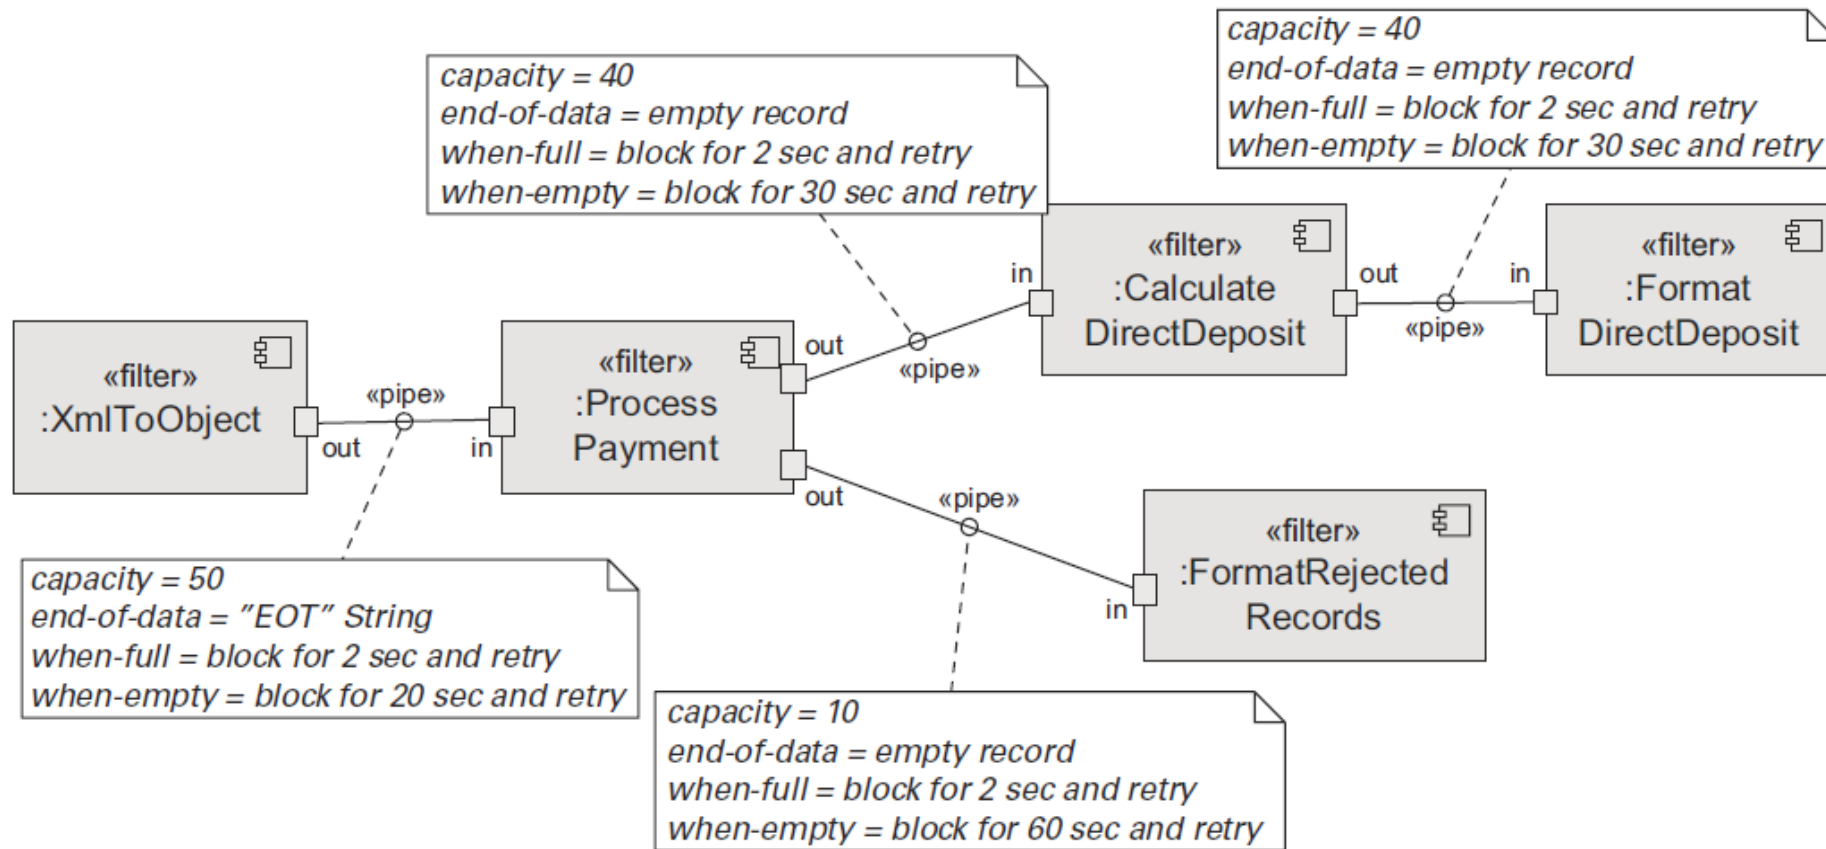 capacity = 40
end-of-data = empty record
when-full = block for 2 sec and retry
when-empty = block for 30 sec and retry
capacity = 40
end-of-data = empty record
when-full = block for 2 sec and retry
when-empty = block for 30 sec and retry
«filter»
:XmlToObject
out
«pipe»
in
«filter»
:Process
Payment
out
out
«pipe»
in
«filter»
:Calculate
DirectDeposit
out
«pipe»
in
«filter»
:Format
DirectDeposit
«pipe»
in
«filter»
:FormatRejected
Records
capacity = 50
end-of-data = "EOT" String
when-full = block for 2 sec and retry
when-empty = block for 20 sec and retry
capacity = 10
end-of-data = empty record
when-full = block for 2 sec and retry
when-empty = block for 60 sec and retry